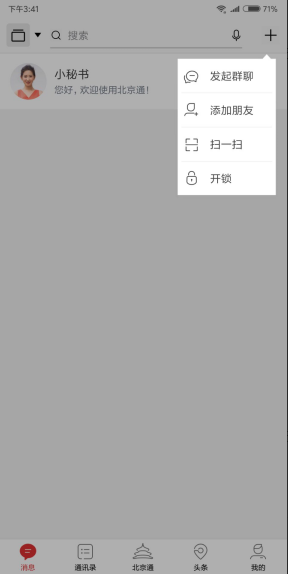 下午3:41
71%
搜索
小秘书
您好，欢迎使用北京通！
发起群聊
添加朋友
扫一扫
开锁
消息
通讯录
北京通
头条
我的